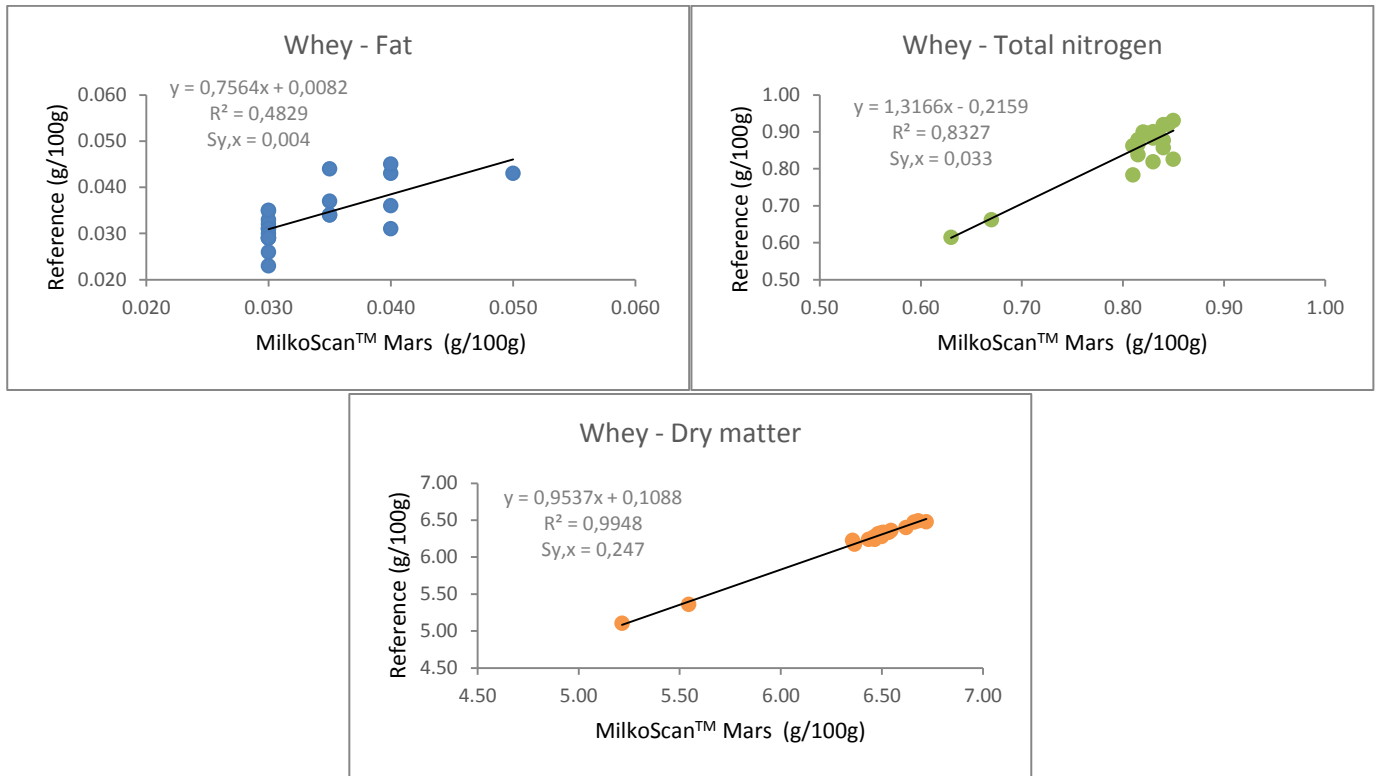 Whey - Fat
y = 0,7564x + 0,0082
R² = 0,4829
Sy,x = 0,004
Reference (g/100g)
0.060
0.050
0.040
0.030
0.020
0.020 0.030 0.040 0.050 0.060
MilkoScan™ Mars (g/100g)
Whey - Total nitrogen
y = 1,3166x - 0,2159
R² = 0,8327
Sy,x = 0,033
Reference (g/100g)
1.00
0.90
0.80
0.70
0.60
0.50
0.50 0.60 0.70 0.80 0.90 1.00
MilkoScan™ Mars (g/100g)
Whey - Dry matter
y = 0,9537x + 0,1088
R² = 0,9948
Sy,x = 0,247
Reference (g/100g)
7.00
6.50
6.00
5.50
5.00
4.50
4.50 5.00 5.50 6.00 6.50 7.00
MilkoScan™ Mars (g/100g)